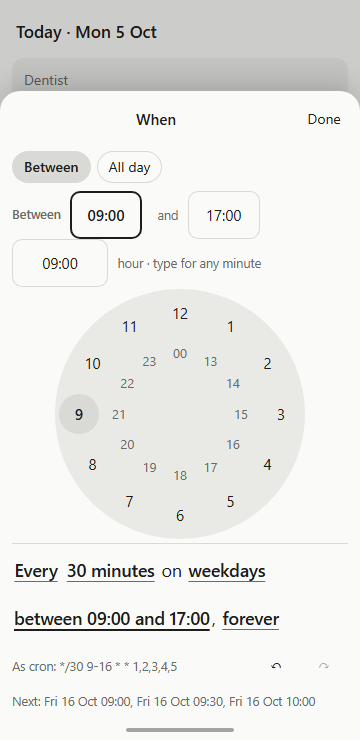 Today · Mon 5 Oct
Dentist
When
Done
Between
All day
Between 09:00 and 17:00
09:00 hour · type for any minute
12
11 1
23 00 13
10 2
22 14
9 21 15 3
20 16
8 4
19 18 17
7 5
6
Every 30 minutes on weekdays
between 09:00 and 17:00, forever
As cron: */30 9-16 * * 1,2,3,4,5
Next: Fri 16 Oct 09:00, Fri 16 Oct 09:30, Fri 16 Oct 10:00